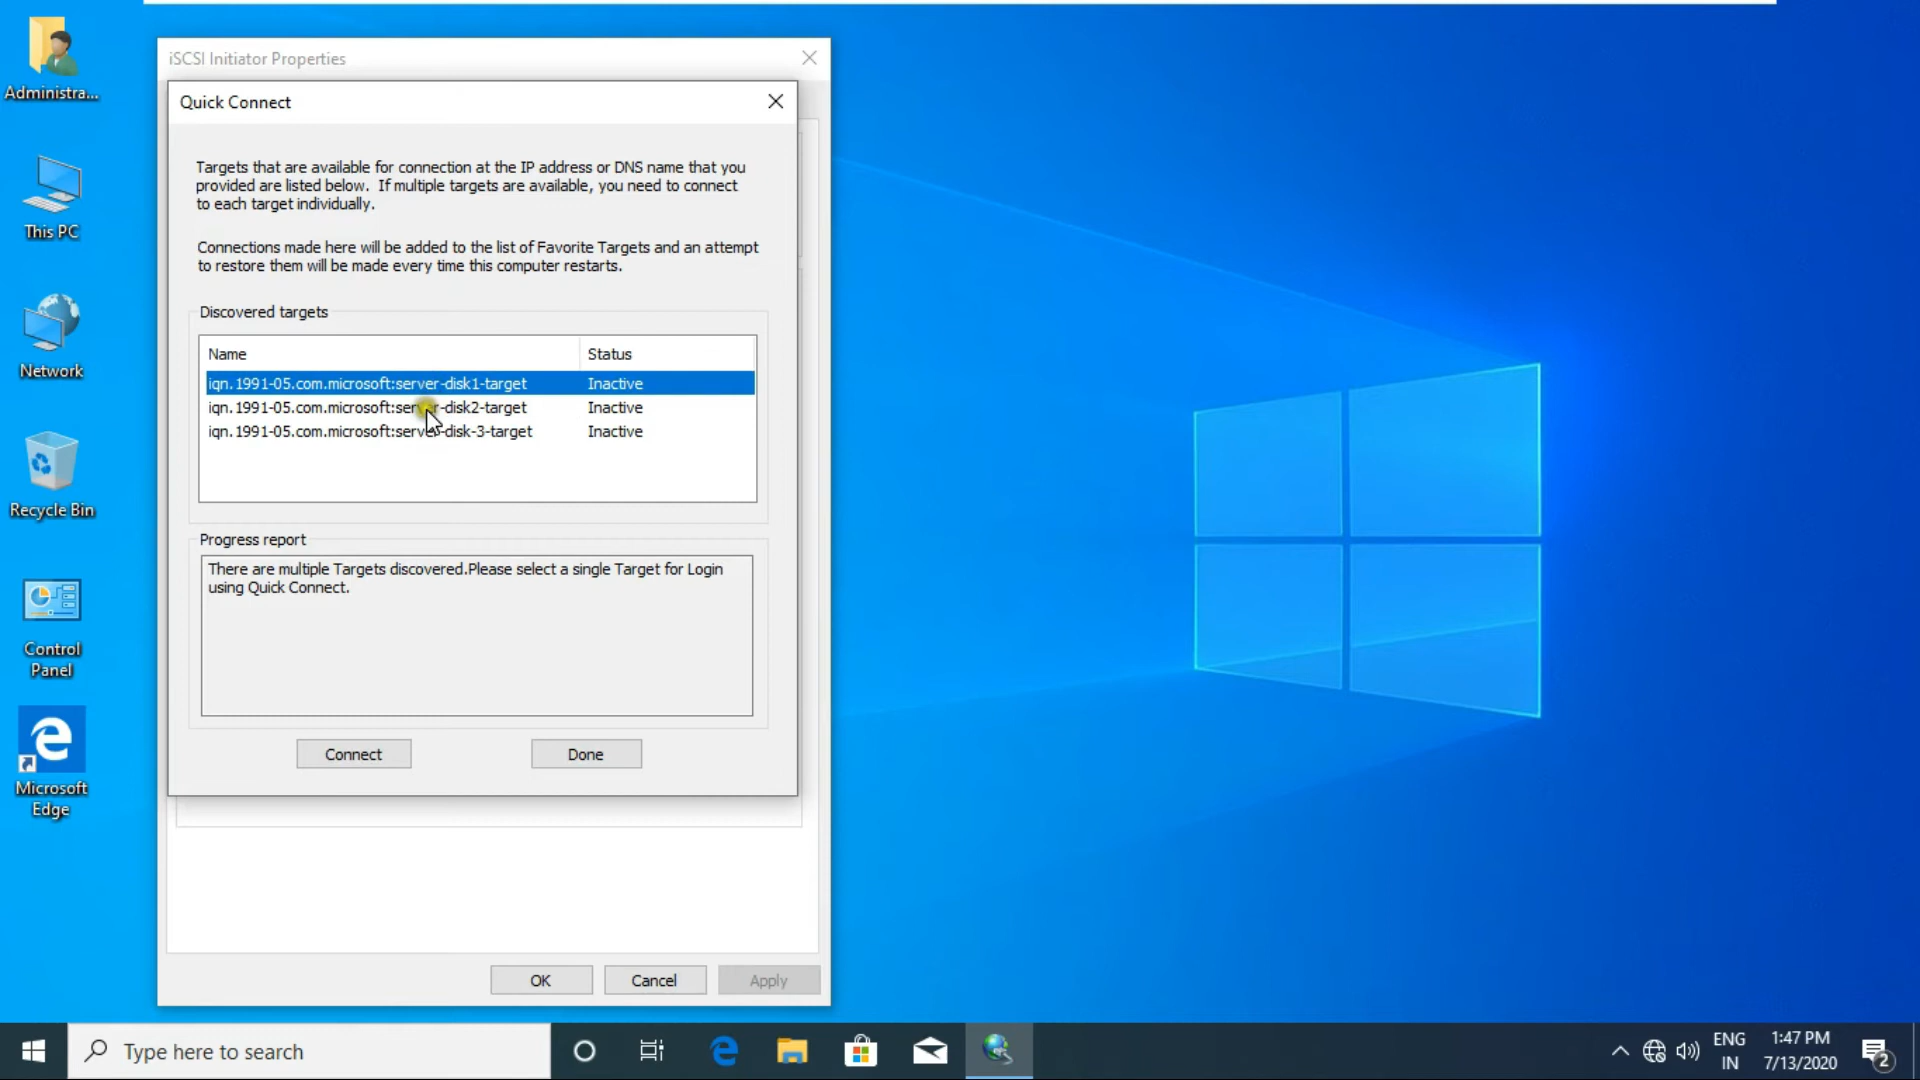 Administra...
This PC
Network
Recycle Bin
Control
Panel
Microsoft
Edge
iSCSI Initiator Properties
Quick Connect
Targets that are available for connection at the IP address or DNS name that you
provided are listed below.  If multiple targets are available, you need to connect
to each target individually.
Connections made here will be added to the list of Favorite Targets and an attempt
to restore them will be made every time this computer restarts.
Discovered targets
Name Status
iqn.1991-05.com.microsoft:server-disk1-target Inactive
iqn.1991-05.com.microsoft:server-disk2-target Inactive
iqn.1991-05.com.microsoft:server-disk-3-target Inactive
Progress report
There are multiple Targets discovered.Please select a single Target for Login
using Quick Connect.
Connect Done
OK Cancel Apply
Type here to search
ENG
IN
1:47 PM
7/13/2020
2